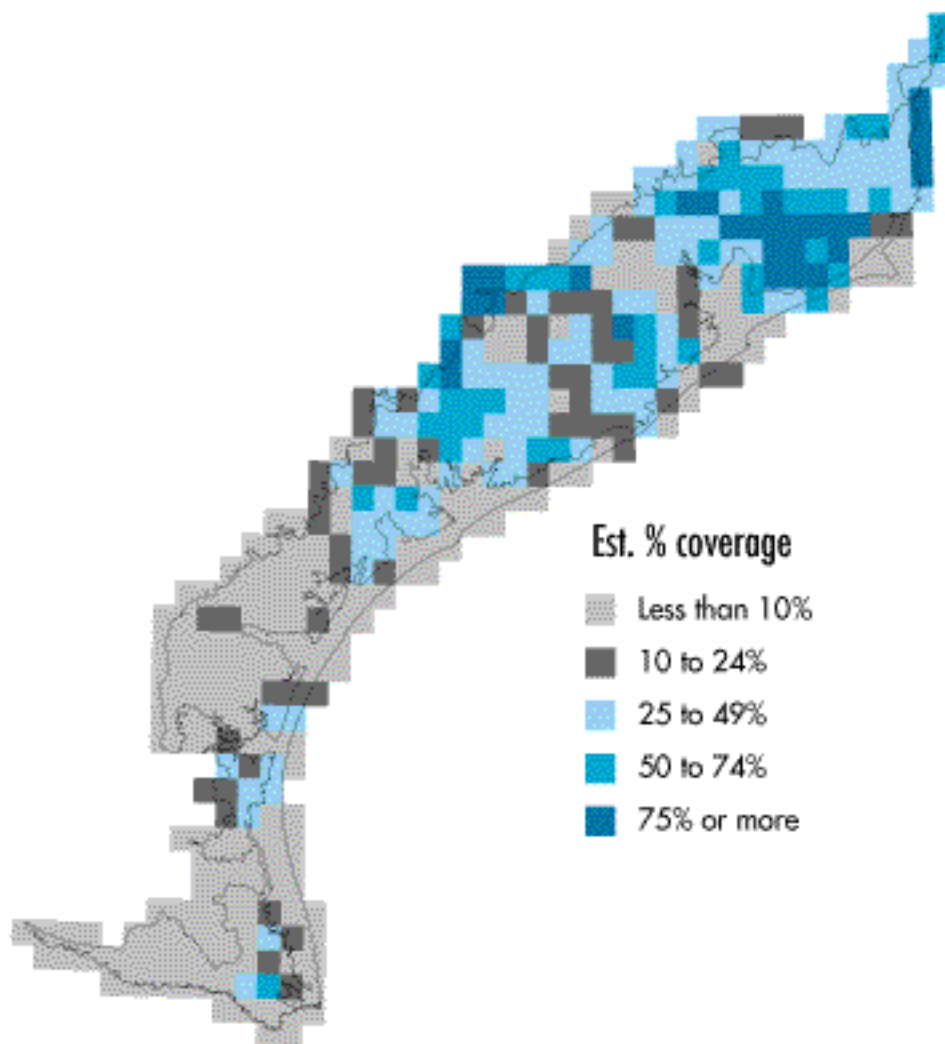 Est. % coverage
Less than 10%
10 to 24%
25 to 49%
50 to 74%
75% or more